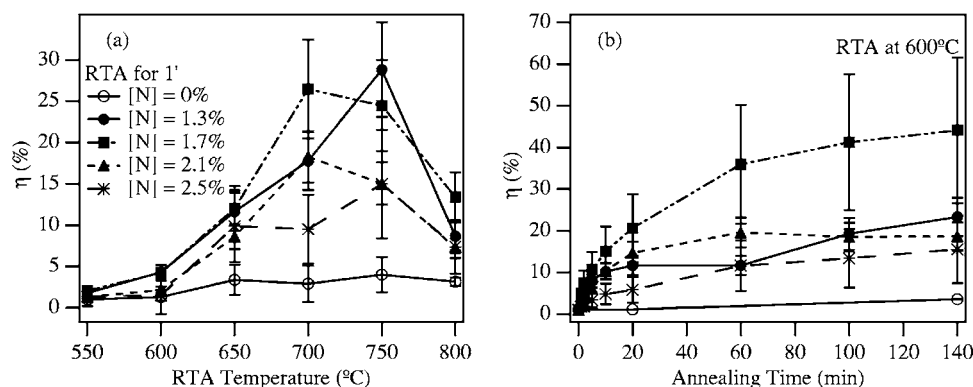 (a)
RTA for 1'
[N] = 0%
[N] = 1.3%
[N] = 1.7%
[N] = 2.1%
[N] = 2.5%
η (%)
30
25
20
15
10
5
0
550 600 650 700 750 800
RTA Temperature (ºC)
(b)
RTA at 600ºC
η (%)
70
60
50
40
30
20
10
0
0 20 40 60 80 100 120 140
Annealing Time (min)